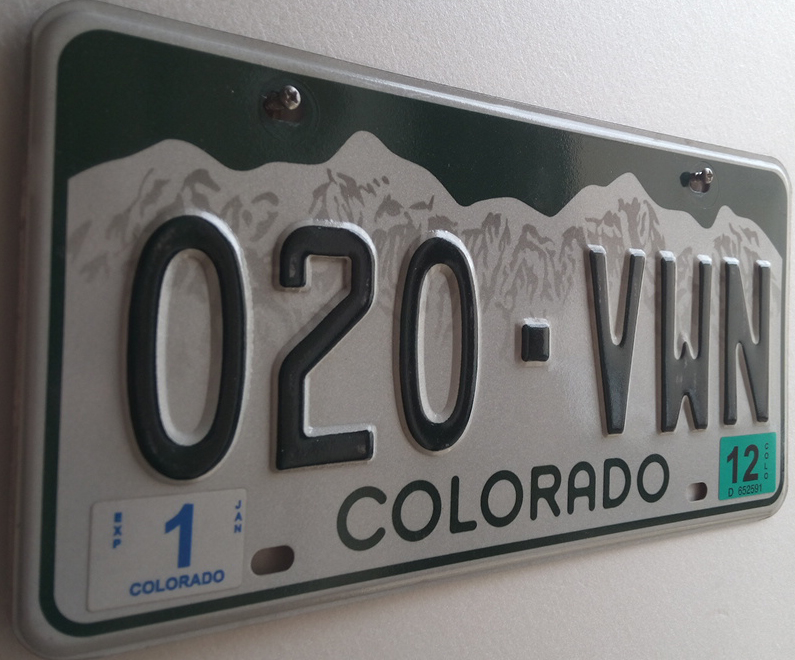 020·VWN
COLORADO
EXP 1 JAN
COLORADO
12 COLO
D 652591